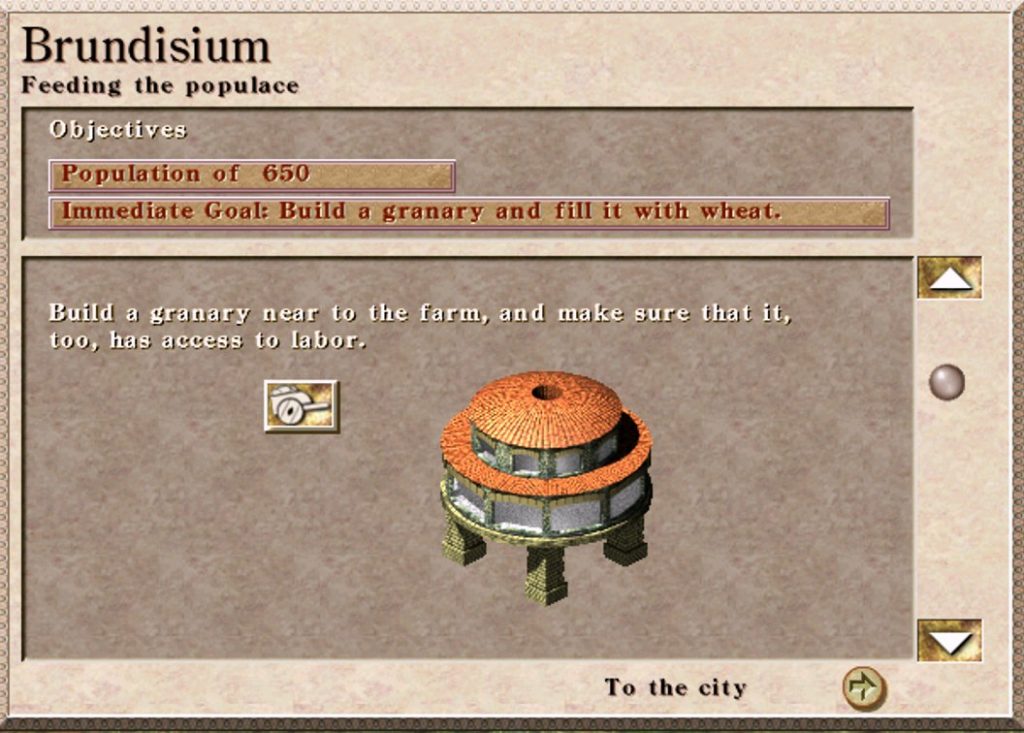 Brundisium
Feeding the populace
Objectives
Population of 650
Immediate Goal: Build a granary and fill it with wheat.
Build a granary near to the farm, and make sure that it,
too, has access to labor.
To the city